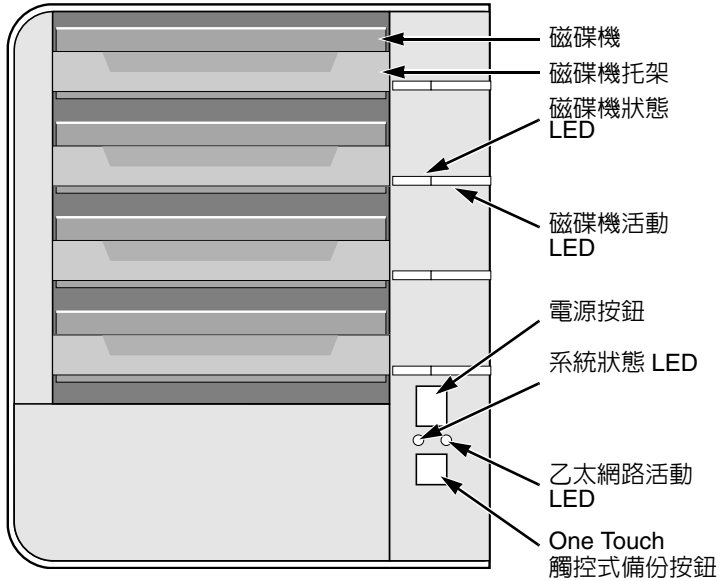 磁碟機
磁碟機托架
磁碟機狀態
LED
磁碟機活動
LED
電源按鈕
系統狀態 LED
乙太網路活動
LED
One Touch
觸控式備份按鈕